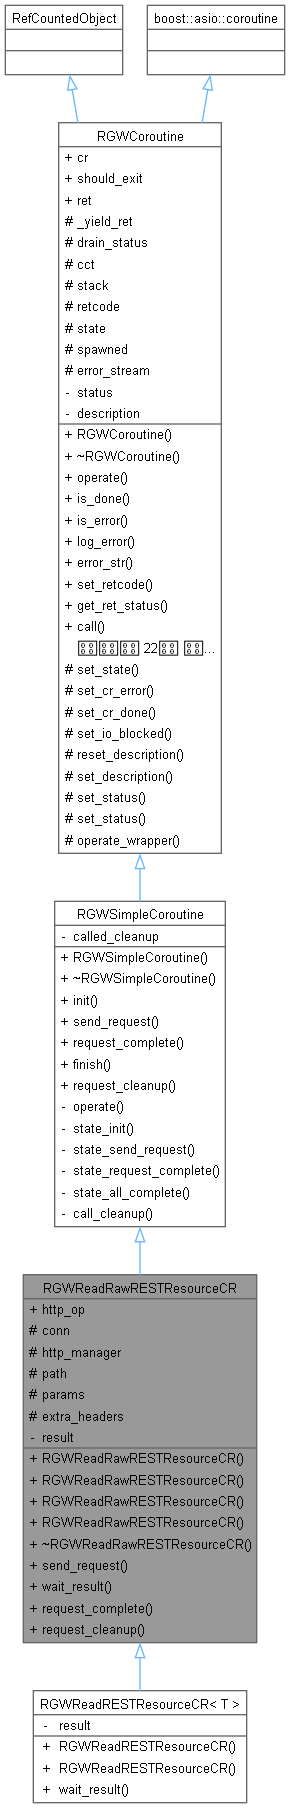 RefCountedObject
boost::asio::coroutine
RGWCoroutine
+ cr
+ should_exit
+ ret
# _yield_ret
# drain_status
# cct
# stack
# retcode
# state
# spawned
# error_stream
- status
- description
+ RGWCoroutine()
+ ~RGWCoroutine()
+ operate()
+ is_done()
+ is_error()
+ log_error()
+ error_str()
+ set_retcode()
+ get_ret_status()
+ call()
22 ...
# set_state()
# set_cr_error()
# set_cr_done()
# set_io_blocked()
# reset_description()
# set_description()
# set_status()
# set_status()
# operate_wrapper()
RGWSimpleCoroutine
- called_cleanup
+ RGWSimpleCoroutine()
+ ~RGWSimpleCoroutine()
+ init()
+ send_request()
+ request_complete()
+ finish()
+ request_cleanup()
- operate()
- state_init()
- state_send_request()
- state_request_complete()
- state_all_complete()
- call_cleanup()
RGWReadRawRESTResourceCR
+ http_op
# conn
# http_manager
# path
# params
# extra_headers
- result
+ RGWReadRawRESTResourceCR()
+ RGWReadRawRESTResourceCR()
+ RGWReadRawRESTResourceCR()
+ RGWReadRawRESTResourceCR()
+ ~RGWReadRawRESTResourceCR()
+ send_request()
+ wait_result()
+ request_complete()
+ request_cleanup()
RGWReadRESTResourceCR< T >
- result
+ RGWReadRESTResourceCR()
+ RGWReadRESTResourceCR()
+ wait_result()